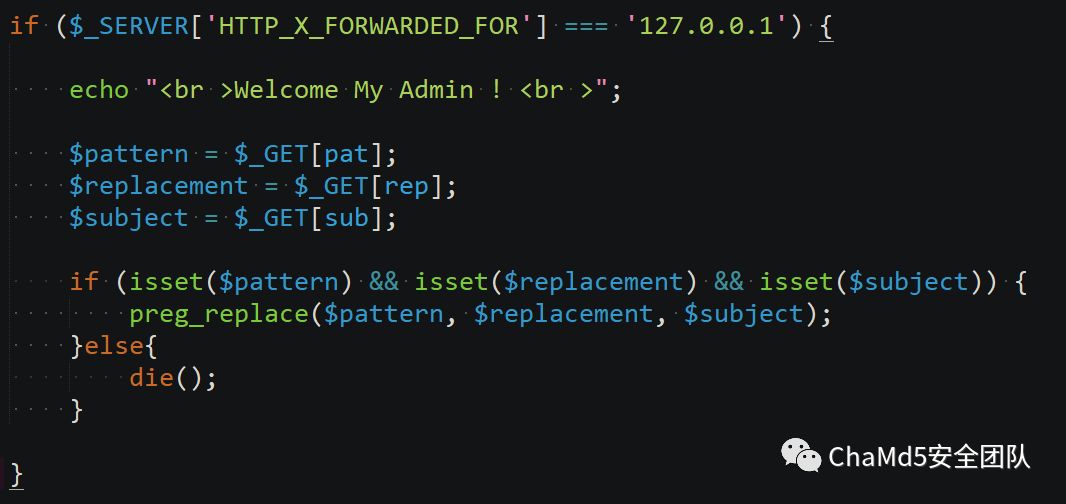 if ($_SERVER['HTTP_X_FORWARDED_FOR'] === '127.0.0.1') {
echo "<br >Welcome My Admin ! <br >";
$pattern = $_GET[pat];
$replacement = $_GET[rep];
$subject = $_GET[sub];
if (isset($pattern) && isset($replacement) && isset($subject)) {
preg_replace($pattern, $replacement, $subject);
}else{
die();
}
ChaMd5安全团队
}